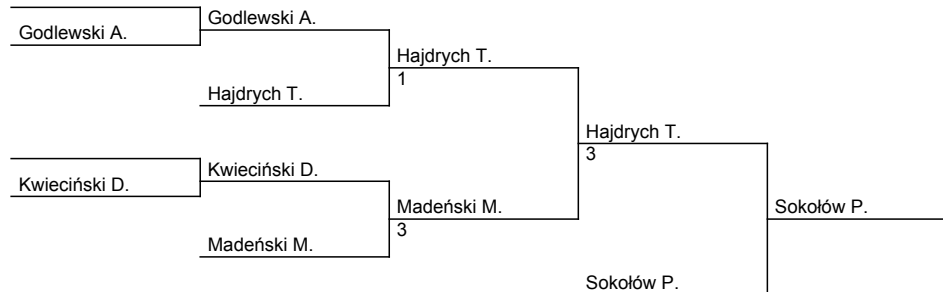 Godlewski A.
Godlewski A.
Hajdrych T.
1
Hajdrych T.
Hajdrych T.
3
Kwieciński D.
Kwieciński D.
Madeński M.
3
Sokołów P.
Madeński M.
Sokołów P.